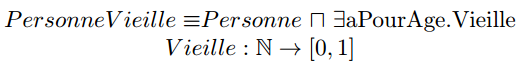 PersonneVieille ≡Personne ⊓ ∃aPourAge.Vieille
Vieille : ℕ → [0, 1]